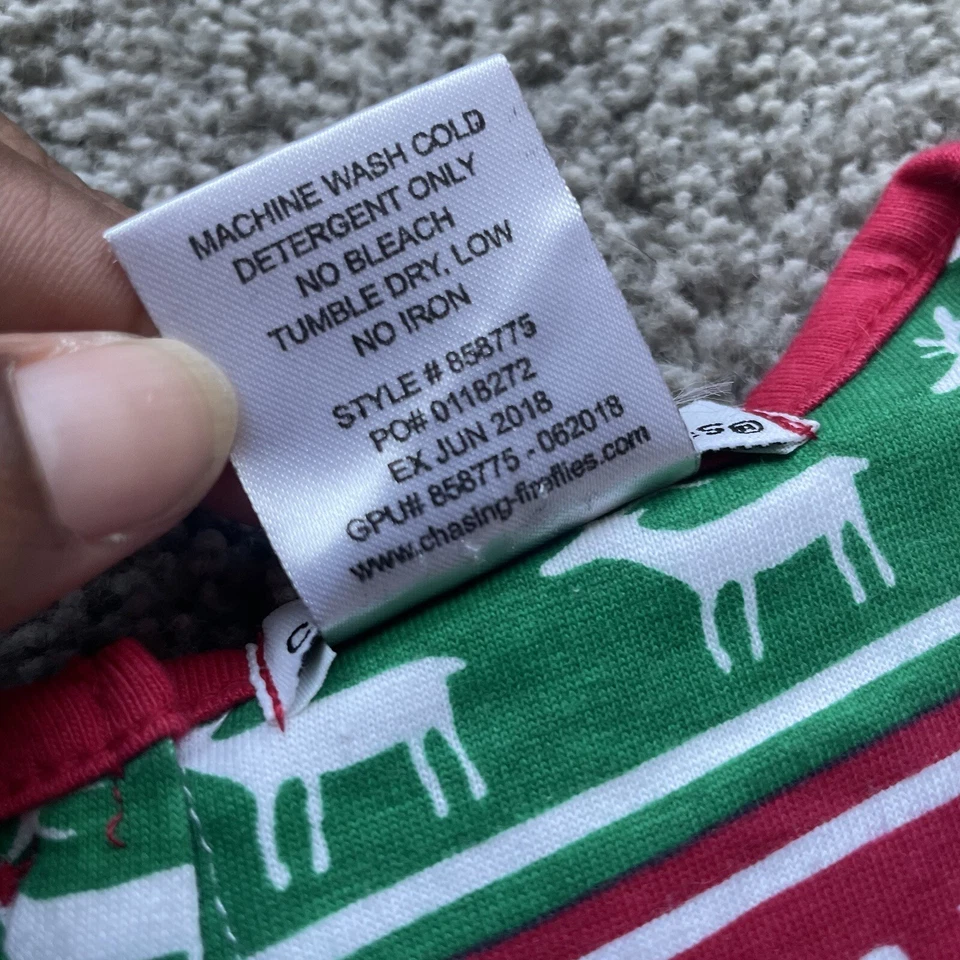 MACHINE WASH COLD
DETERGENT ONLY
NO BLEACH
TUMBLE DRY, LOW
NO IRON
STYLE # 858775
PO# 0118272
EX JUN 2018
GPU# 858775 - 062018
www.chasing-fireflies.com